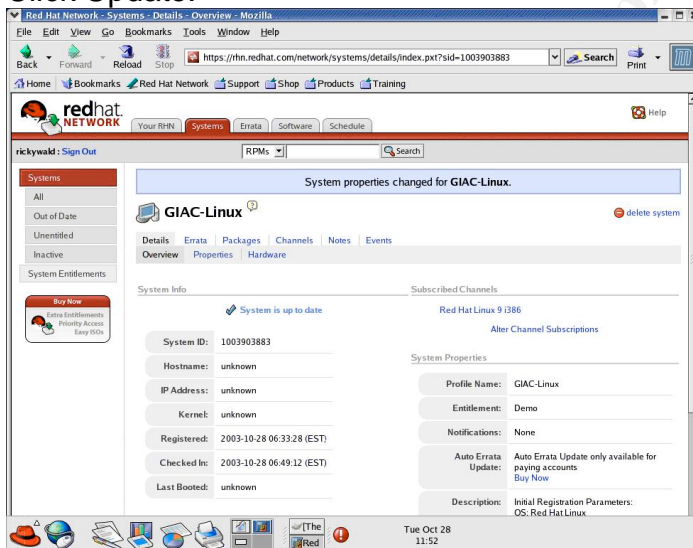 Click Update.
Red Hat Network - Systems - Details - Overview - Mozilla
File Edit View Go Bookmarks Tools Window Help
Back Forward Reload Stop https://rhn.redhat.com/network/systems/details/index.pxt?sid=1003903883 Search Print
Home Bookmarks Red Hat Network Support Shop Products Training
redhat.
NETWORK
Your RHN Systems Errata Software Schedule
Help
rickywald : Sign Out RPMs Search
Systems
All
Out of Date
Unentitled
Inactive
System Entitlements
Buy Now
Extra Entitlements
Priority Access
Easy ISOs
System properties changed for GIAC-Linux.
GIAC-Linux ? delete system
Details Errata Packages Channels Notes Events
Overview Properties Hardware
System Info
System is up to date
System ID: 1003903883
Hostname: unknown
IP Address: unknown
Kernel: unknown
Registered: 2003-10-28 06:33:28 (EST)
Checked In: 2003-10-28 06:49:12 (EST)
Last Booted: unknown
Subscribed Channels
Red Hat Linux 9 i386
Alter Channel Subscriptions
System Properties
Profile Name: GIAC-Linux
Entitlement: Demo
Notifications: None
Auto Errata Update: Auto Errata Update only available for
paying accounts
Buy Now
Description: Initial Registration Parameters:
OS: Red Hat Linux
[The
Red
Tue Oct 28
11:52